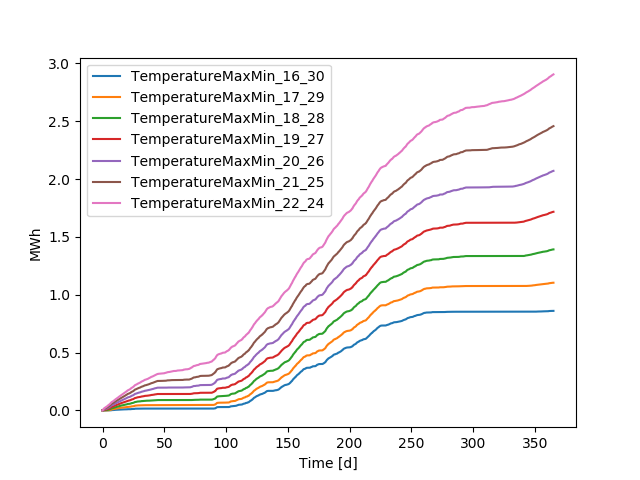 3.0
2.5
2.0
1.5
1.0
0.5
0.0
MWh
TemperatureMaxMin_16_30
TemperatureMaxMin_17_29
TemperatureMaxMin_18_28
TemperatureMaxMin_19_27
TemperatureMaxMin_20_26
TemperatureMaxMin_21_25
TemperatureMaxMin_22_24
0 50 100 150 200 250 300 350
Time [d]